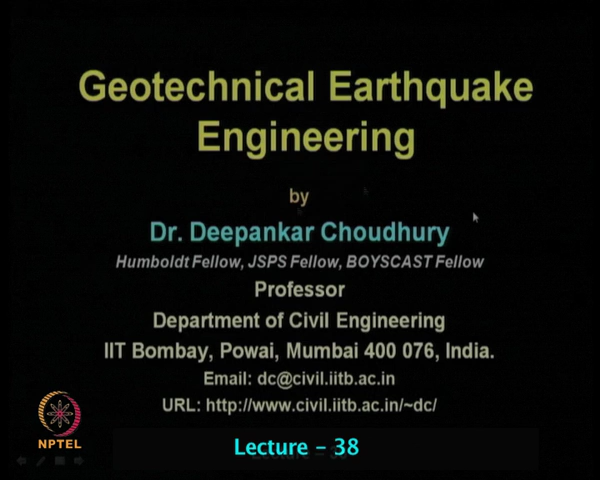 Geotechnical Earthquake
Engineering
by
Dr. Deepankar Choudhury
Humboldt Fellow, JSPS Fellow, BOYSCAST Fellow
Professor
Department of Civil Engineering
IIT Bombay, Powai, Mumbai 400 076, India.
Email: dc@civil.iitb.ac.in
URL: http://www.civil.iitb.ac.in/~dc/
NPTEL
Lecture – 38